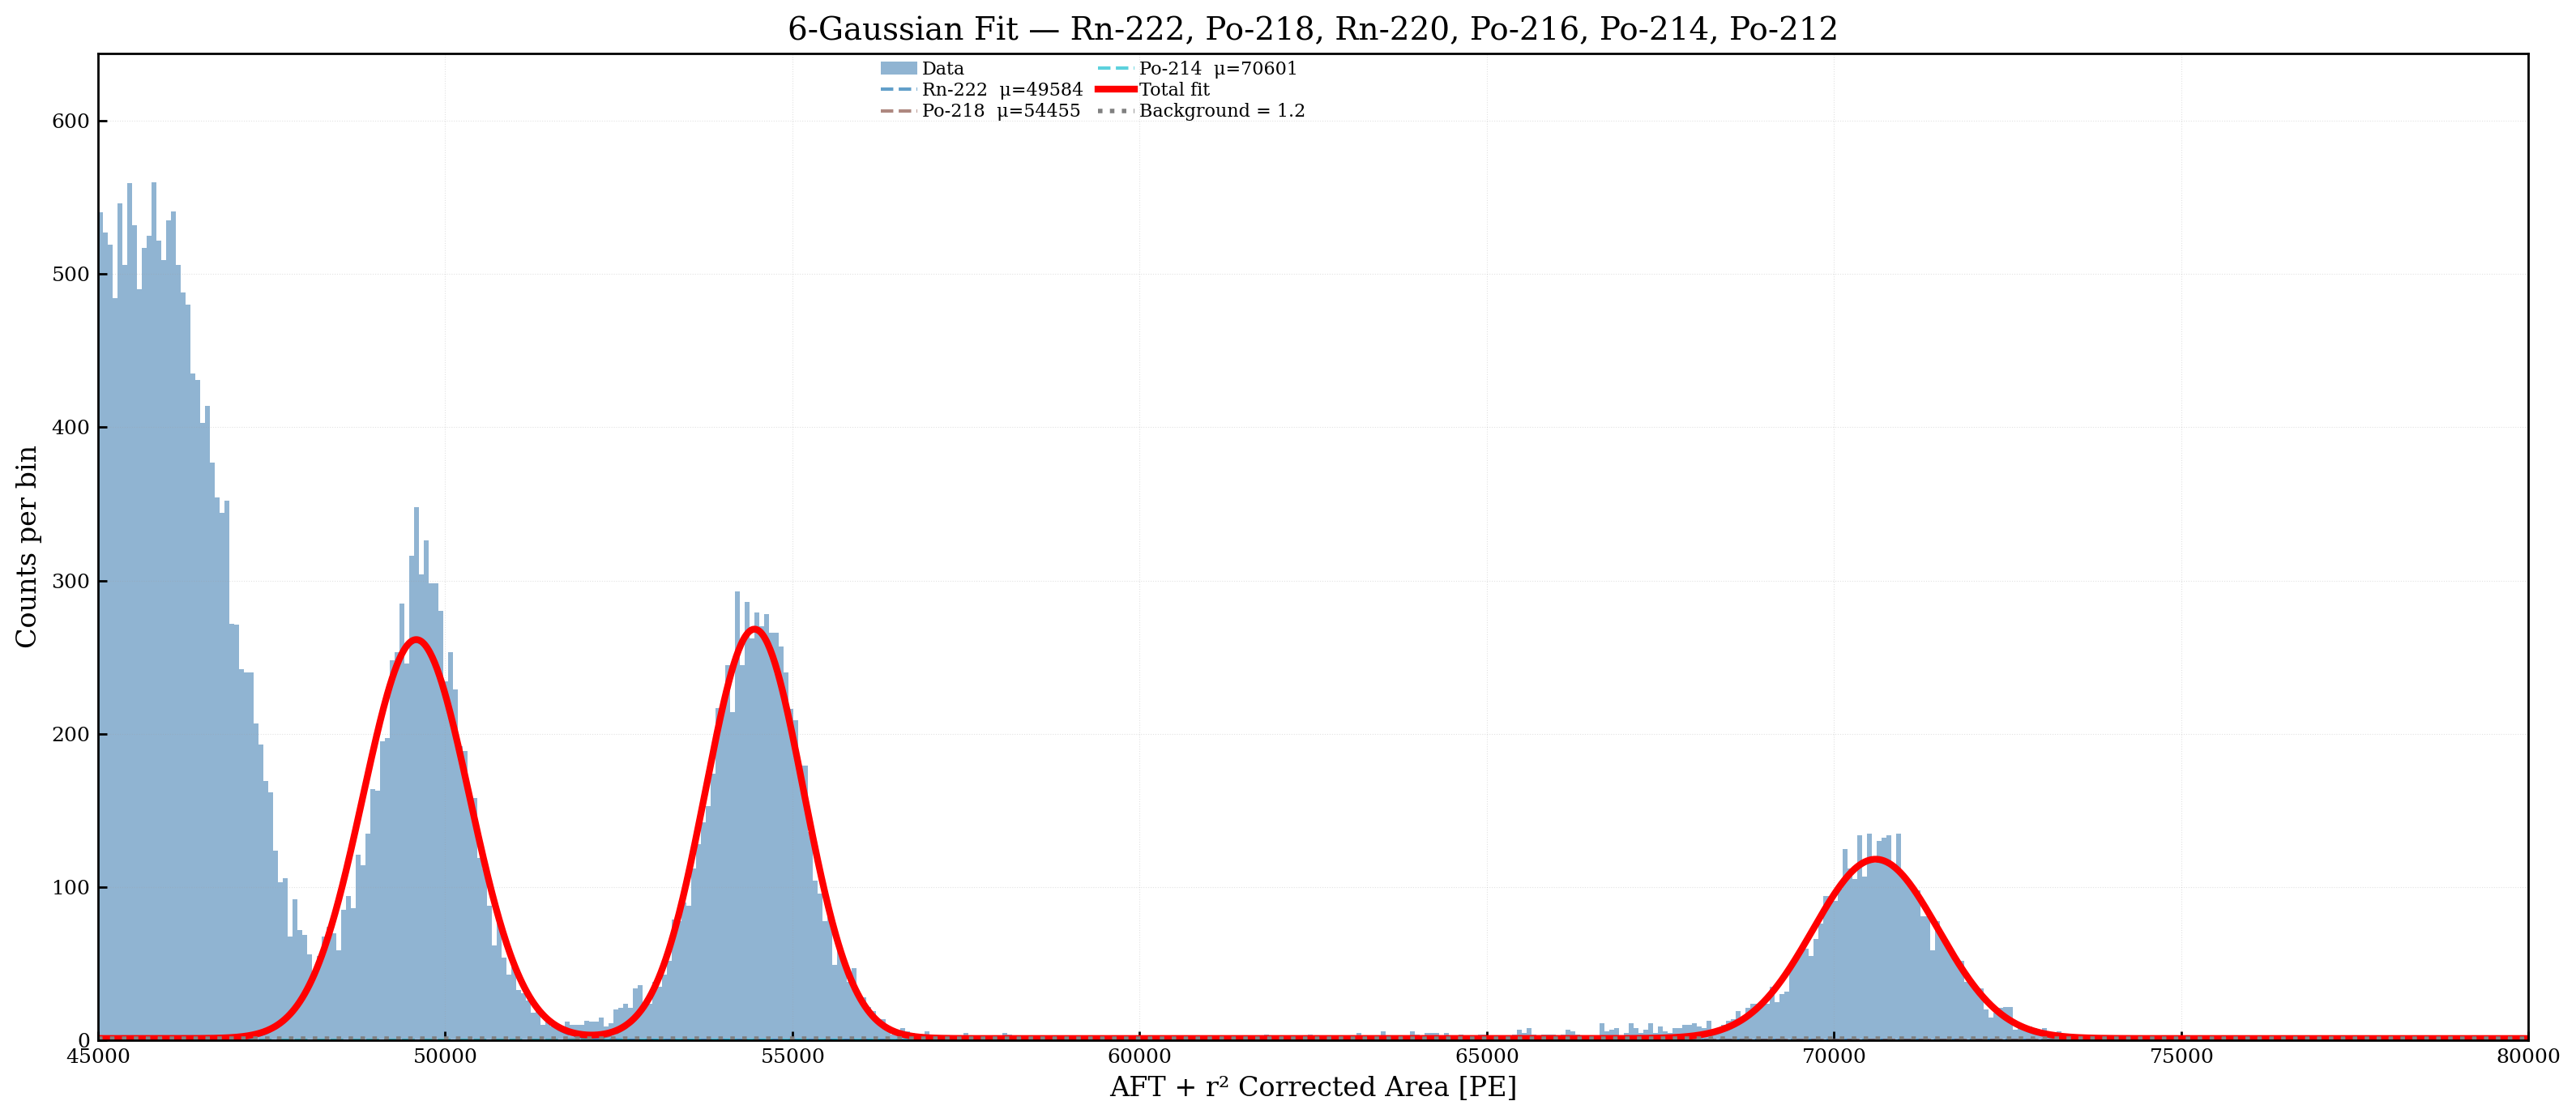 6-Gaussian Fit — Rn-222, Po-218, Rn-220, Po-216, Po-214, Po-212
Data
Rn-222 μ=49584
Po-218 μ=54455
Po-214 μ=70601
Total fit
Background = 1.2
Counts per bin
600
500
400
300
200
100
0
45000
50000
55000
60000
65000
70000
75000
80000
AFT + r² Corrected Area [PE]